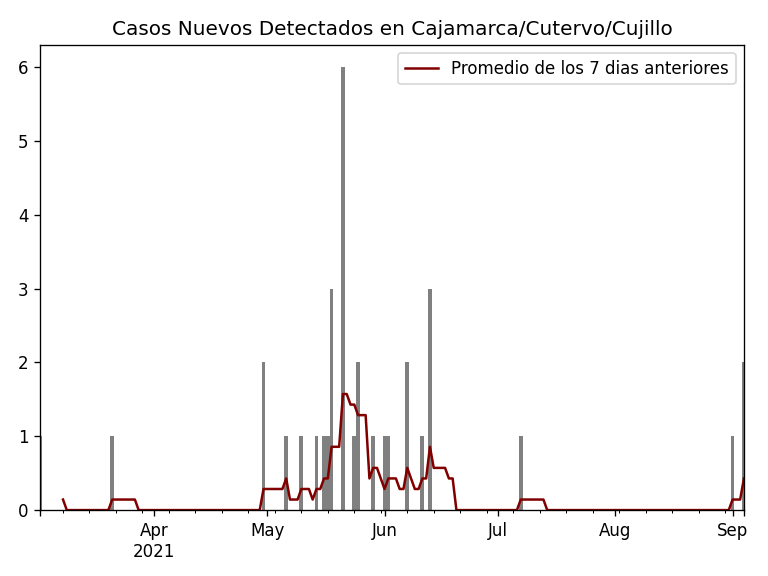 Casos Nuevos Detectados en Cajamarca/Cutervo/Cujillo
Promedio de los 7 dias anteriores
6
5
4
3
2
1
0
Apr
2021
May
Jun
Jul
Aug
Sep